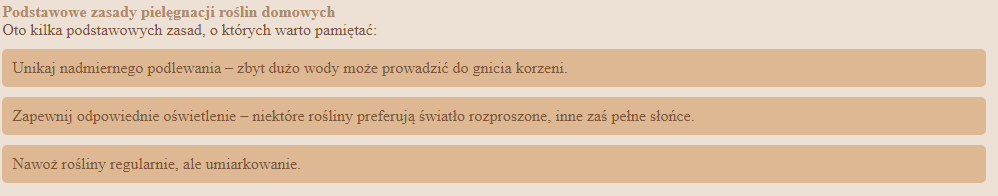 Podstawowe zasady pielęgnacji roślin domowych
Oto kilka podstawowych zasad, o których warto pamiętać:
Unikaj nadmiernego podlewania – zbyt dużo wody może prowadzić do gnicia korzeni.
Zapewnij odpowiednie oświetlenie – niektóre rośliny preferują światło rozproszone, inne zaś pełne słońce.
Nawoź rośliny regularnie, ale umiarkowanie.